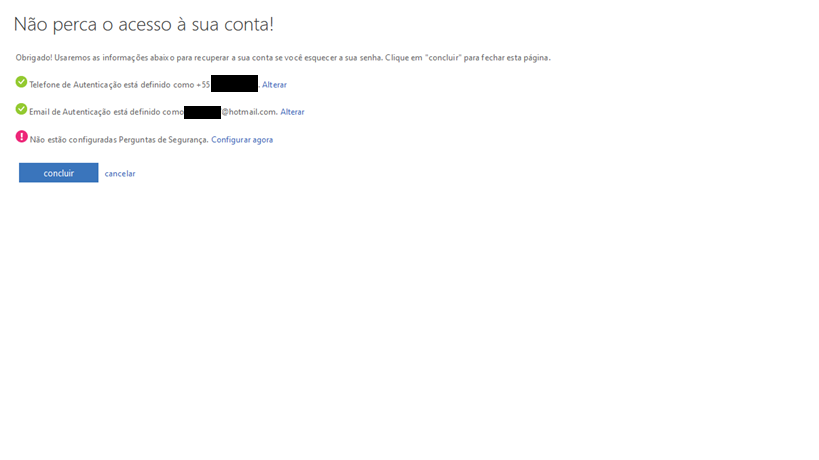 Não perca o acesso à sua conta!
Obrigado! Usaremos as informações abaixo para recuperar a sua conta se você esquecer a sua senha. Clique em "concluir" para fechar esta página.
Telefone de Autenticação está definido como +55 . Alterar
Email de Autenticação está definido como @hotmail.com. Alterar
Não estão configuradas Perguntas de Segurança. Configurar agora
concluir cancelar